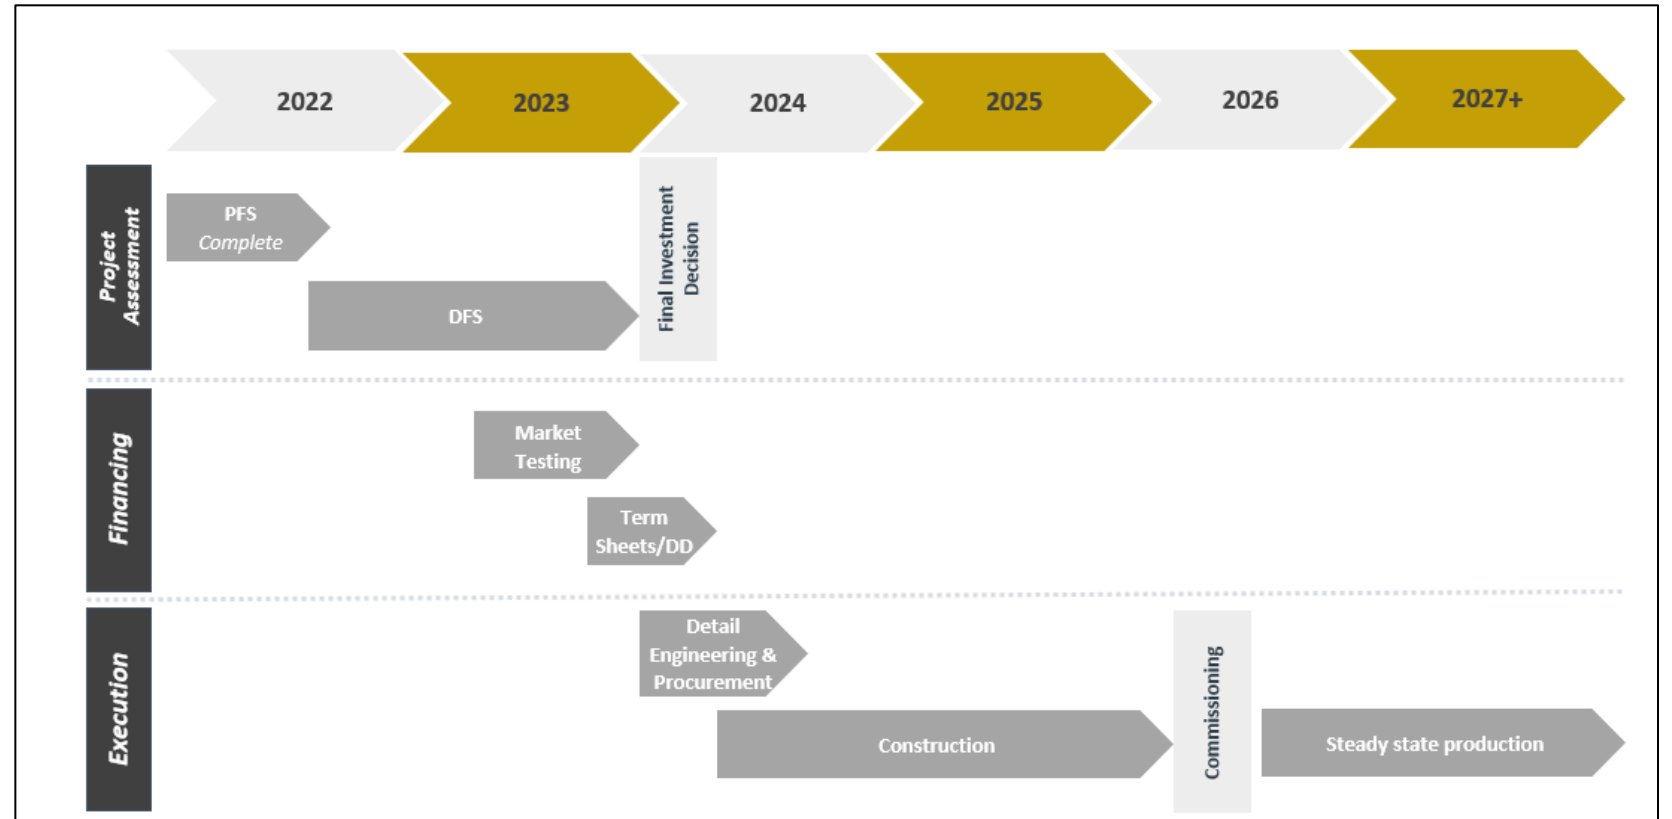 2022
2023
2024
2025
2026
2027+
Project
Assessment
PFS
Complete
DFS
Final Investment
Decision
Financing
Market
Testing
Term
Sheets/DD
Execution
Detail
Engineering &
Procurement
Construction
Commissioning
Steady state production